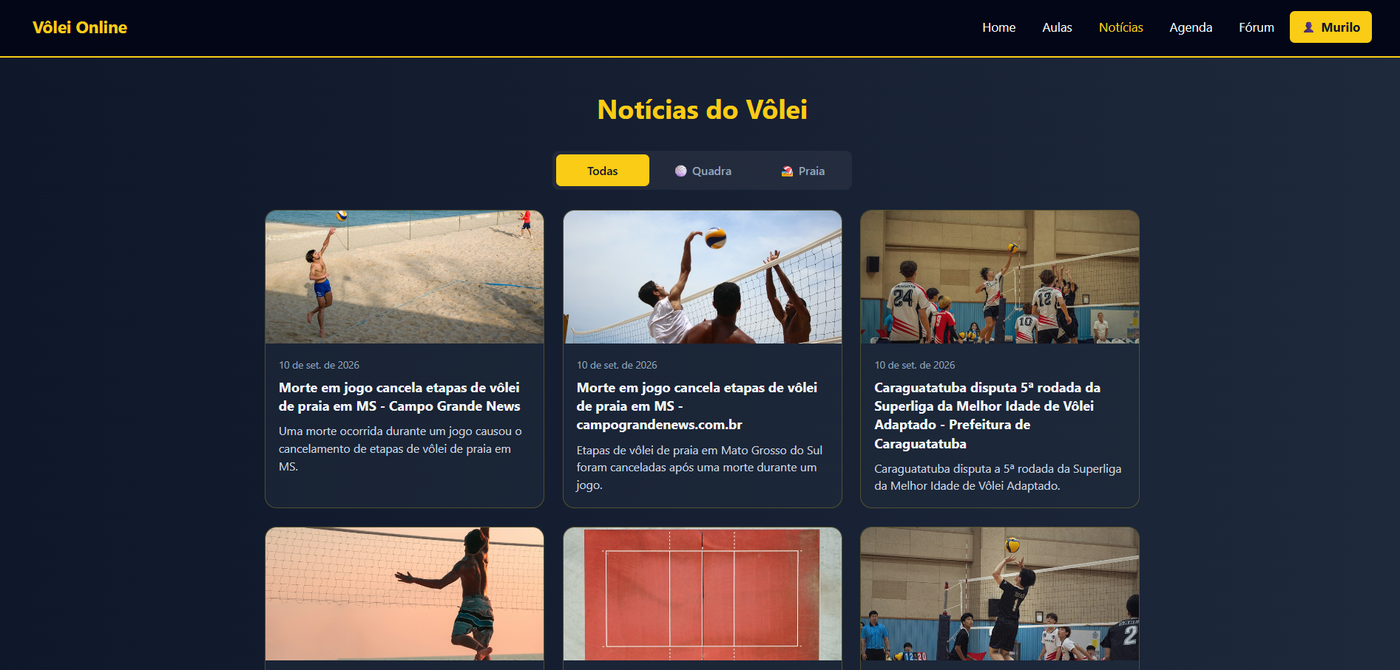 Vôlei Online
Home Aulas Notícias Agenda Fórum Murilo
Notícias do Vôlei
Todas Quadra Praia
10 de set. de 2026
Morte em jogo cancela etapas de vôlei
de praia em MS - Campo Grande News
Uma morte ocorrida durante um jogo causou o
cancelamento de etapas de vôlei de praia em
MS.
10 de set. de 2026
Morte em jogo cancela etapas de vôlei
de praia em MS -
campograndenews.com.br
Etapas de vôlei de praia em Mato Grosso do Sul
foram canceladas após uma morte durante um
jogo.
24
12
10
10 de set. de 2026
Caraguatatuba disputa 5ª rodada da
Superliga da Melhor Idade de Vôlei
Adaptado - Prefeitura de
Caraguatatuba
Caraguatatuba disputa a 5ª rodada da Superliga
da Melhor Idade de Vôlei Adaptado.
1
2